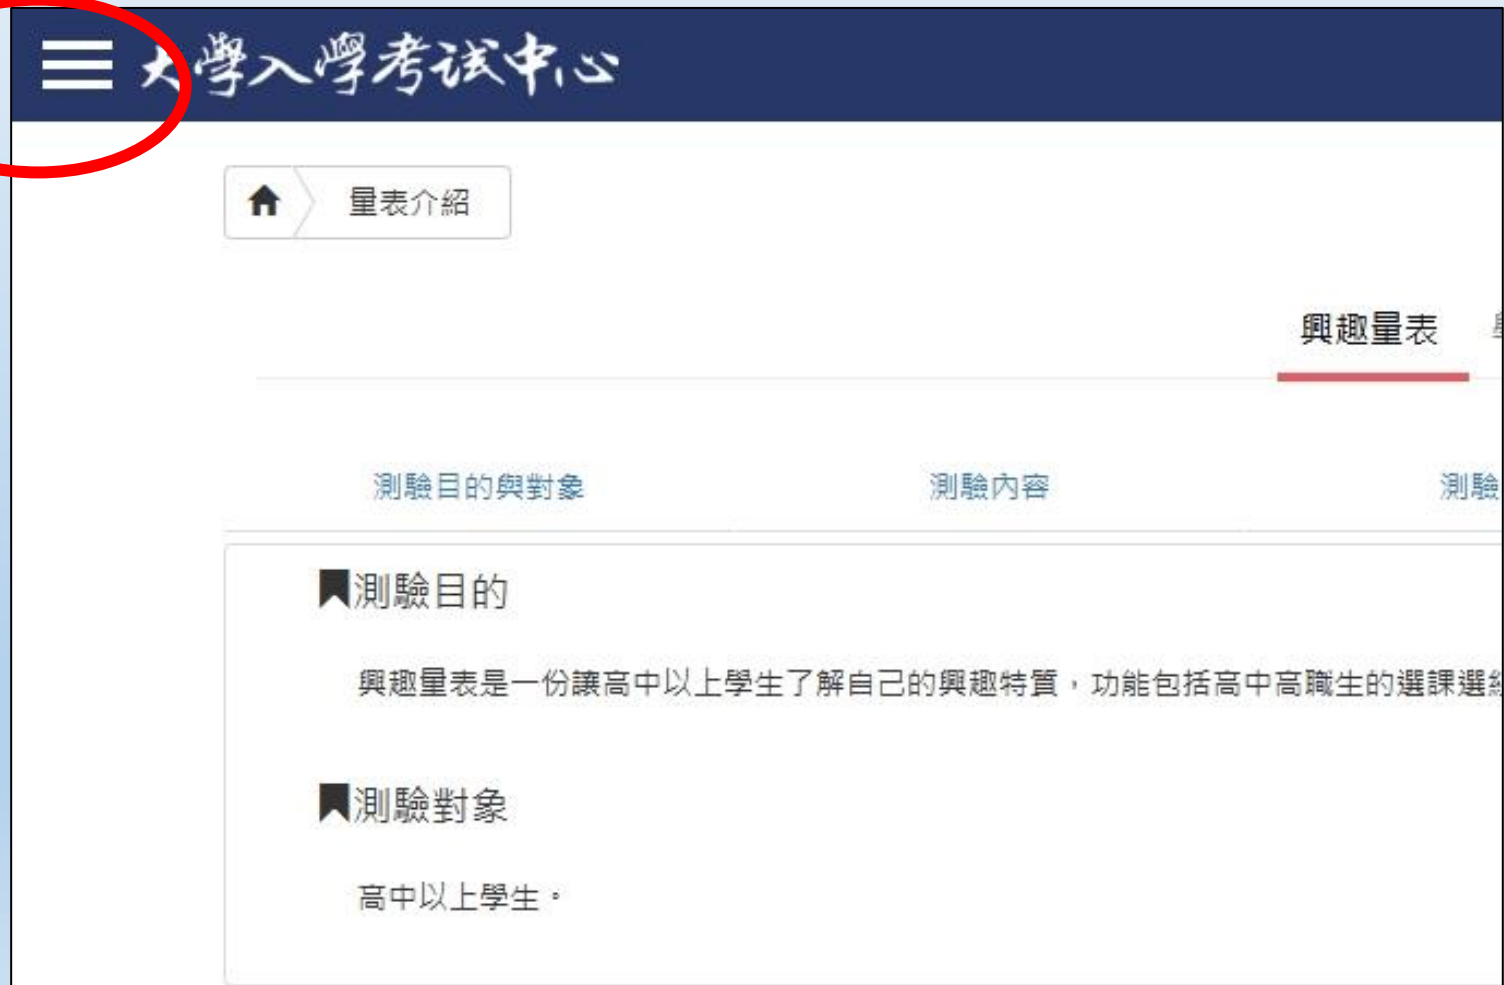 大學入學考試中心
量表介紹
興趣量表
測驗目的與對象 測驗內容 測驗
測驗目的
興趣量表是一份讓高中以上學生了解自己的興趣特質，功能包括高中高職生的選課選
測驗對象
高中以上學生。